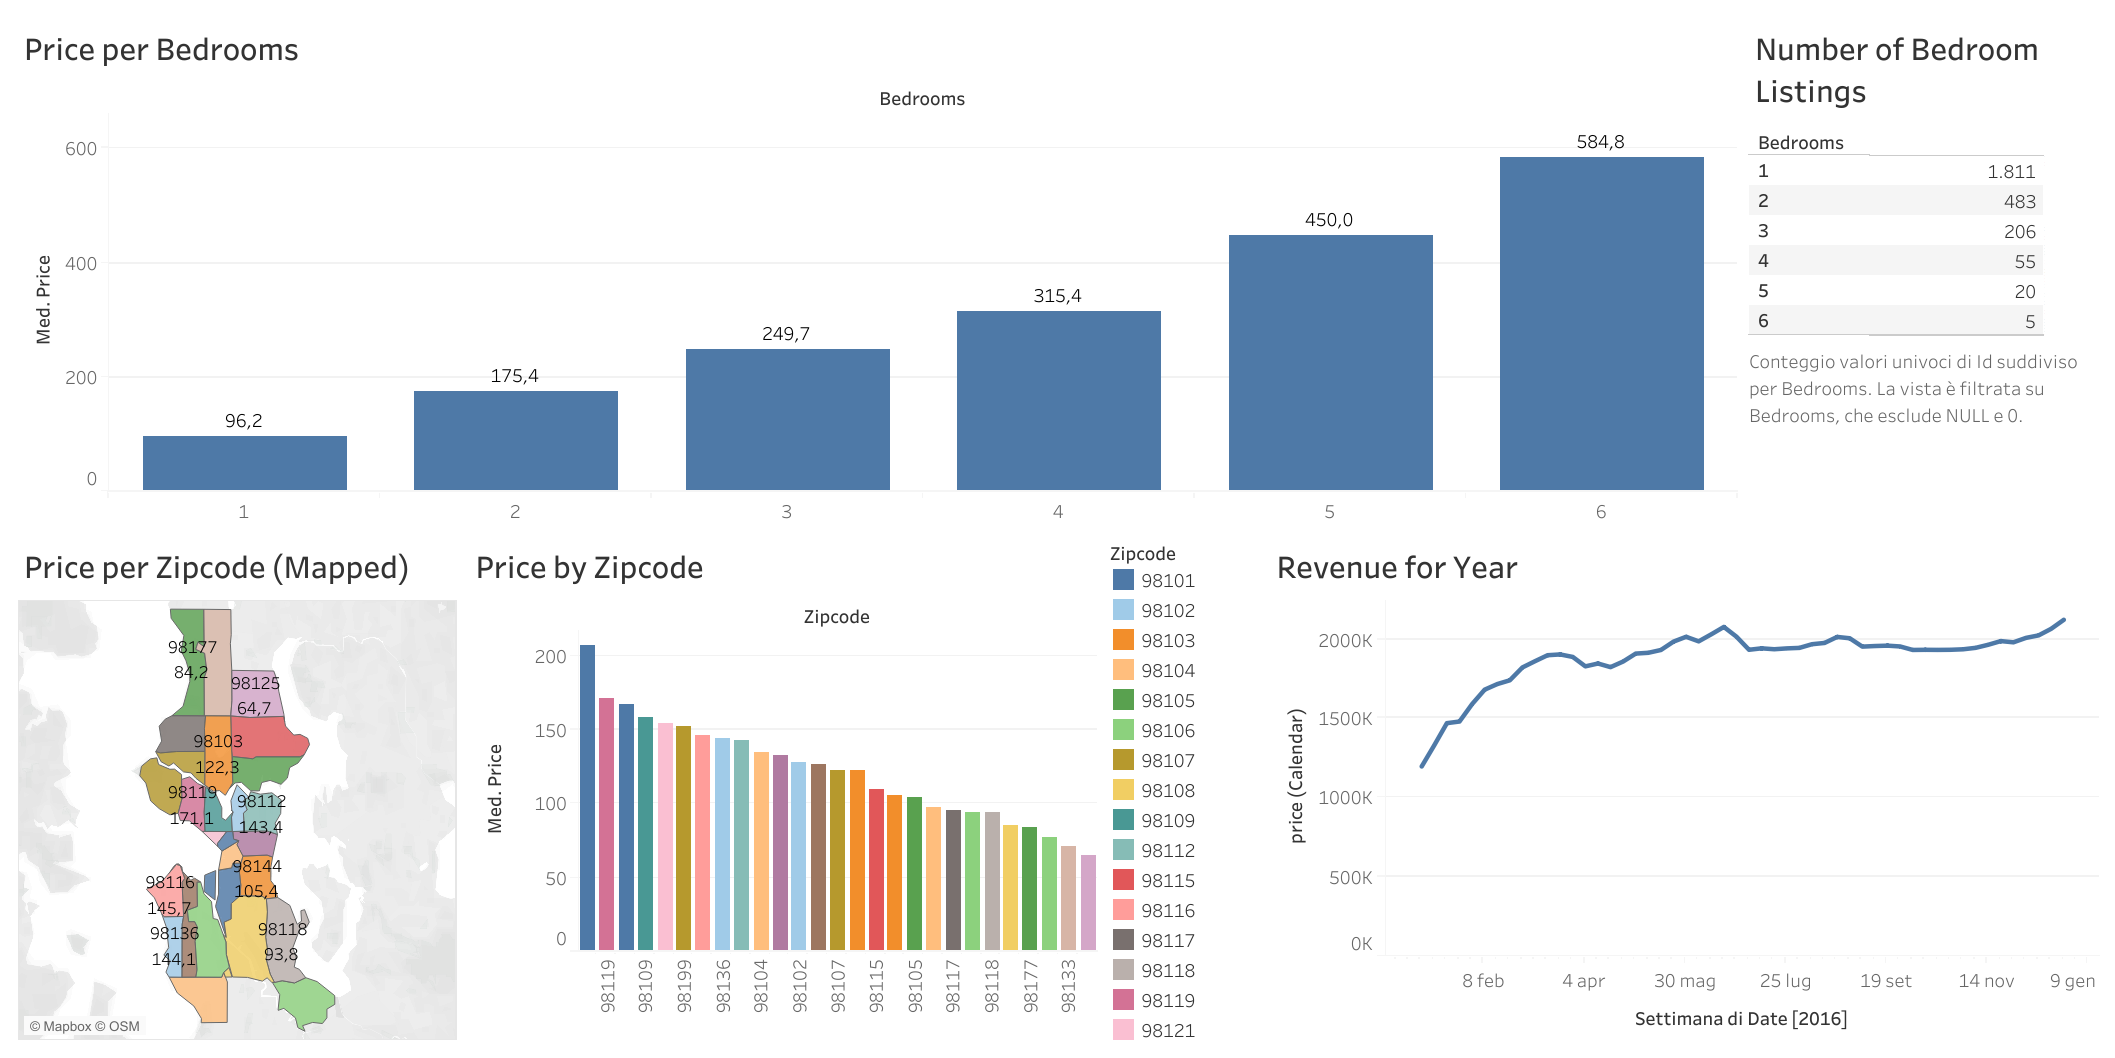 Price per Bedrooms
Bedrooms
Med. Price
600
400
200
0
96,2
175,4
249,7
315,4
450,0
584,8
1
2
3
4
5
6
Number of Bedroom
Listings
Bedrooms
1 1.811
2 483
3 206
4 55
5 20
6 5
Conteggio valori univoci di Id suddiviso
per Bedrooms. La vista è filtrata su
Bedrooms, che esclude NULL e 0.
Price per Zipcode (Mapped)
98177
84,2
98125
64,7
98103
122,3
98119
171,1
98112
143,4
98144
105,4
98116
145,7
98136
144,1
98118
93,8
© Mapbox © OSM
Price by Zipcode
Zipcode
Med. Price
200
150
100
50
0
98119
98109
98199
98136
98104
98102
98107
98115
98105
98117
98118
98177
98133
Zipcode
98101
98102
98103
98104
98105
98106
98107
98108
98109
98112
98115
98116
98117
98118
98119
98121
Revenue for Year
price (Calendar)
2000K
1500K
1000K
500K
0K
8 feb
4 apr
30 mag
25 lug
19 set
14 nov
9 gen
Settimana di Date [2016]